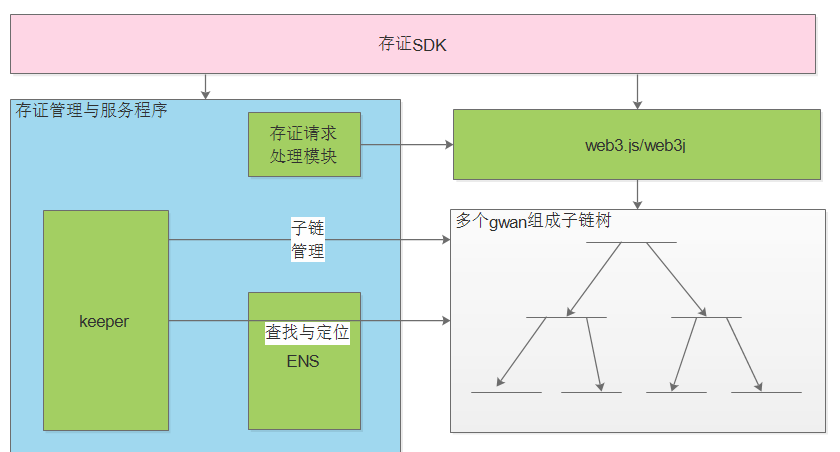 存证SDK
存证管理与服务程序
存证请求
处理模块
web3.js/web3j
子链
管理
多个gwan组成子链树
keeper
查找与定位
ENS